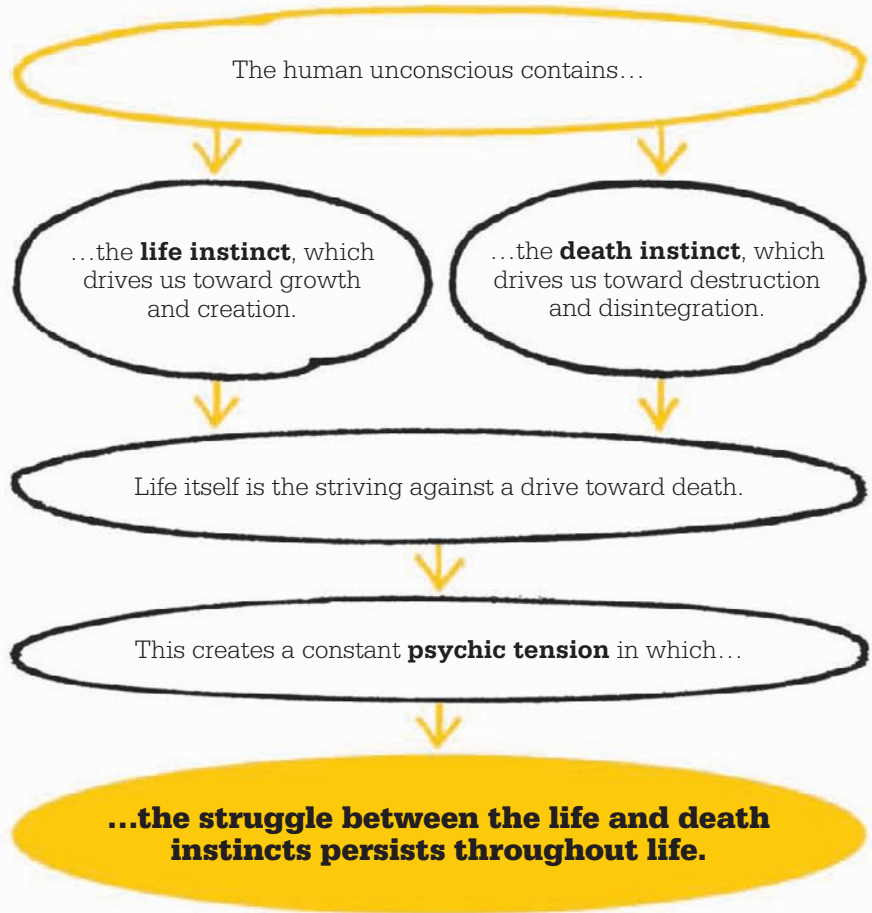 The human unconscious contains…
…the life instinct, which
drives us toward growth
and creation.
…the death instinct, which
drives us toward destruction
and disintegration.
Life itself is the striving against a drive toward death.
This creates a constant psychic tension in which…
…the struggle between the life and death
instincts persists throughout life.